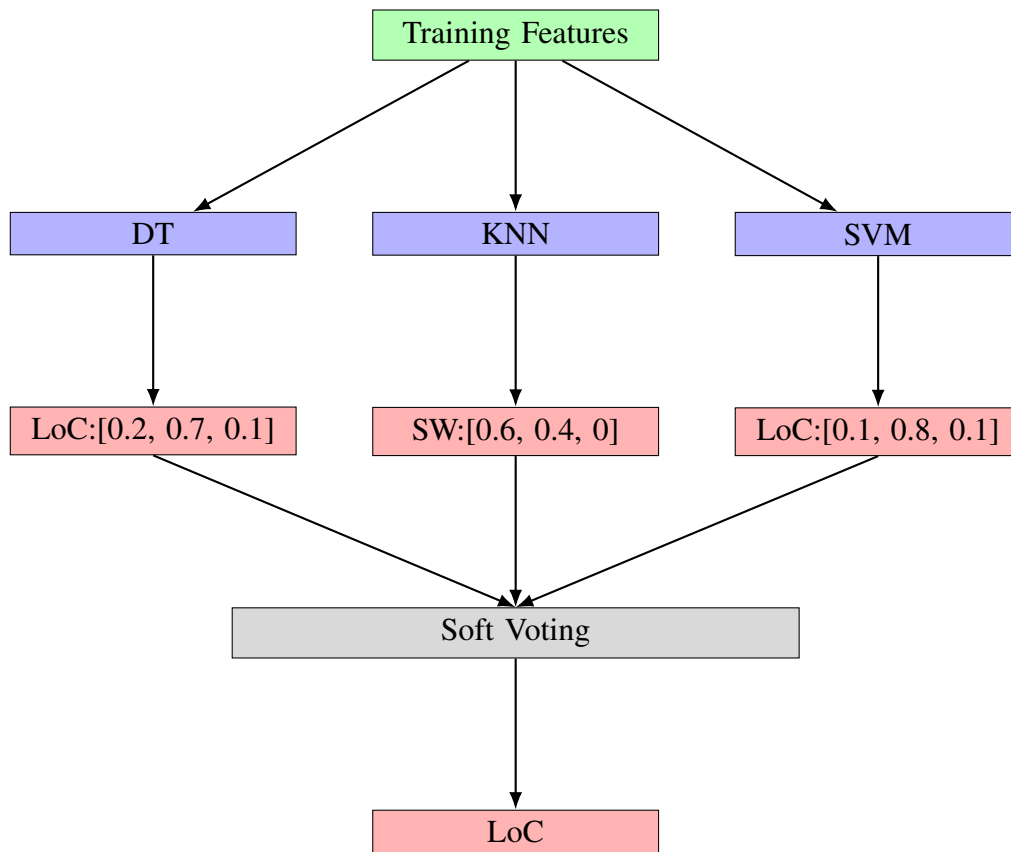 Training Features
DT
KNN
SVM
LoC:[0.2, 0.7, 0.1]
SW:[0.6, 0.4, 0]
LoC:[0.1, 0.8, 0.1]
Soft Voting
LoC